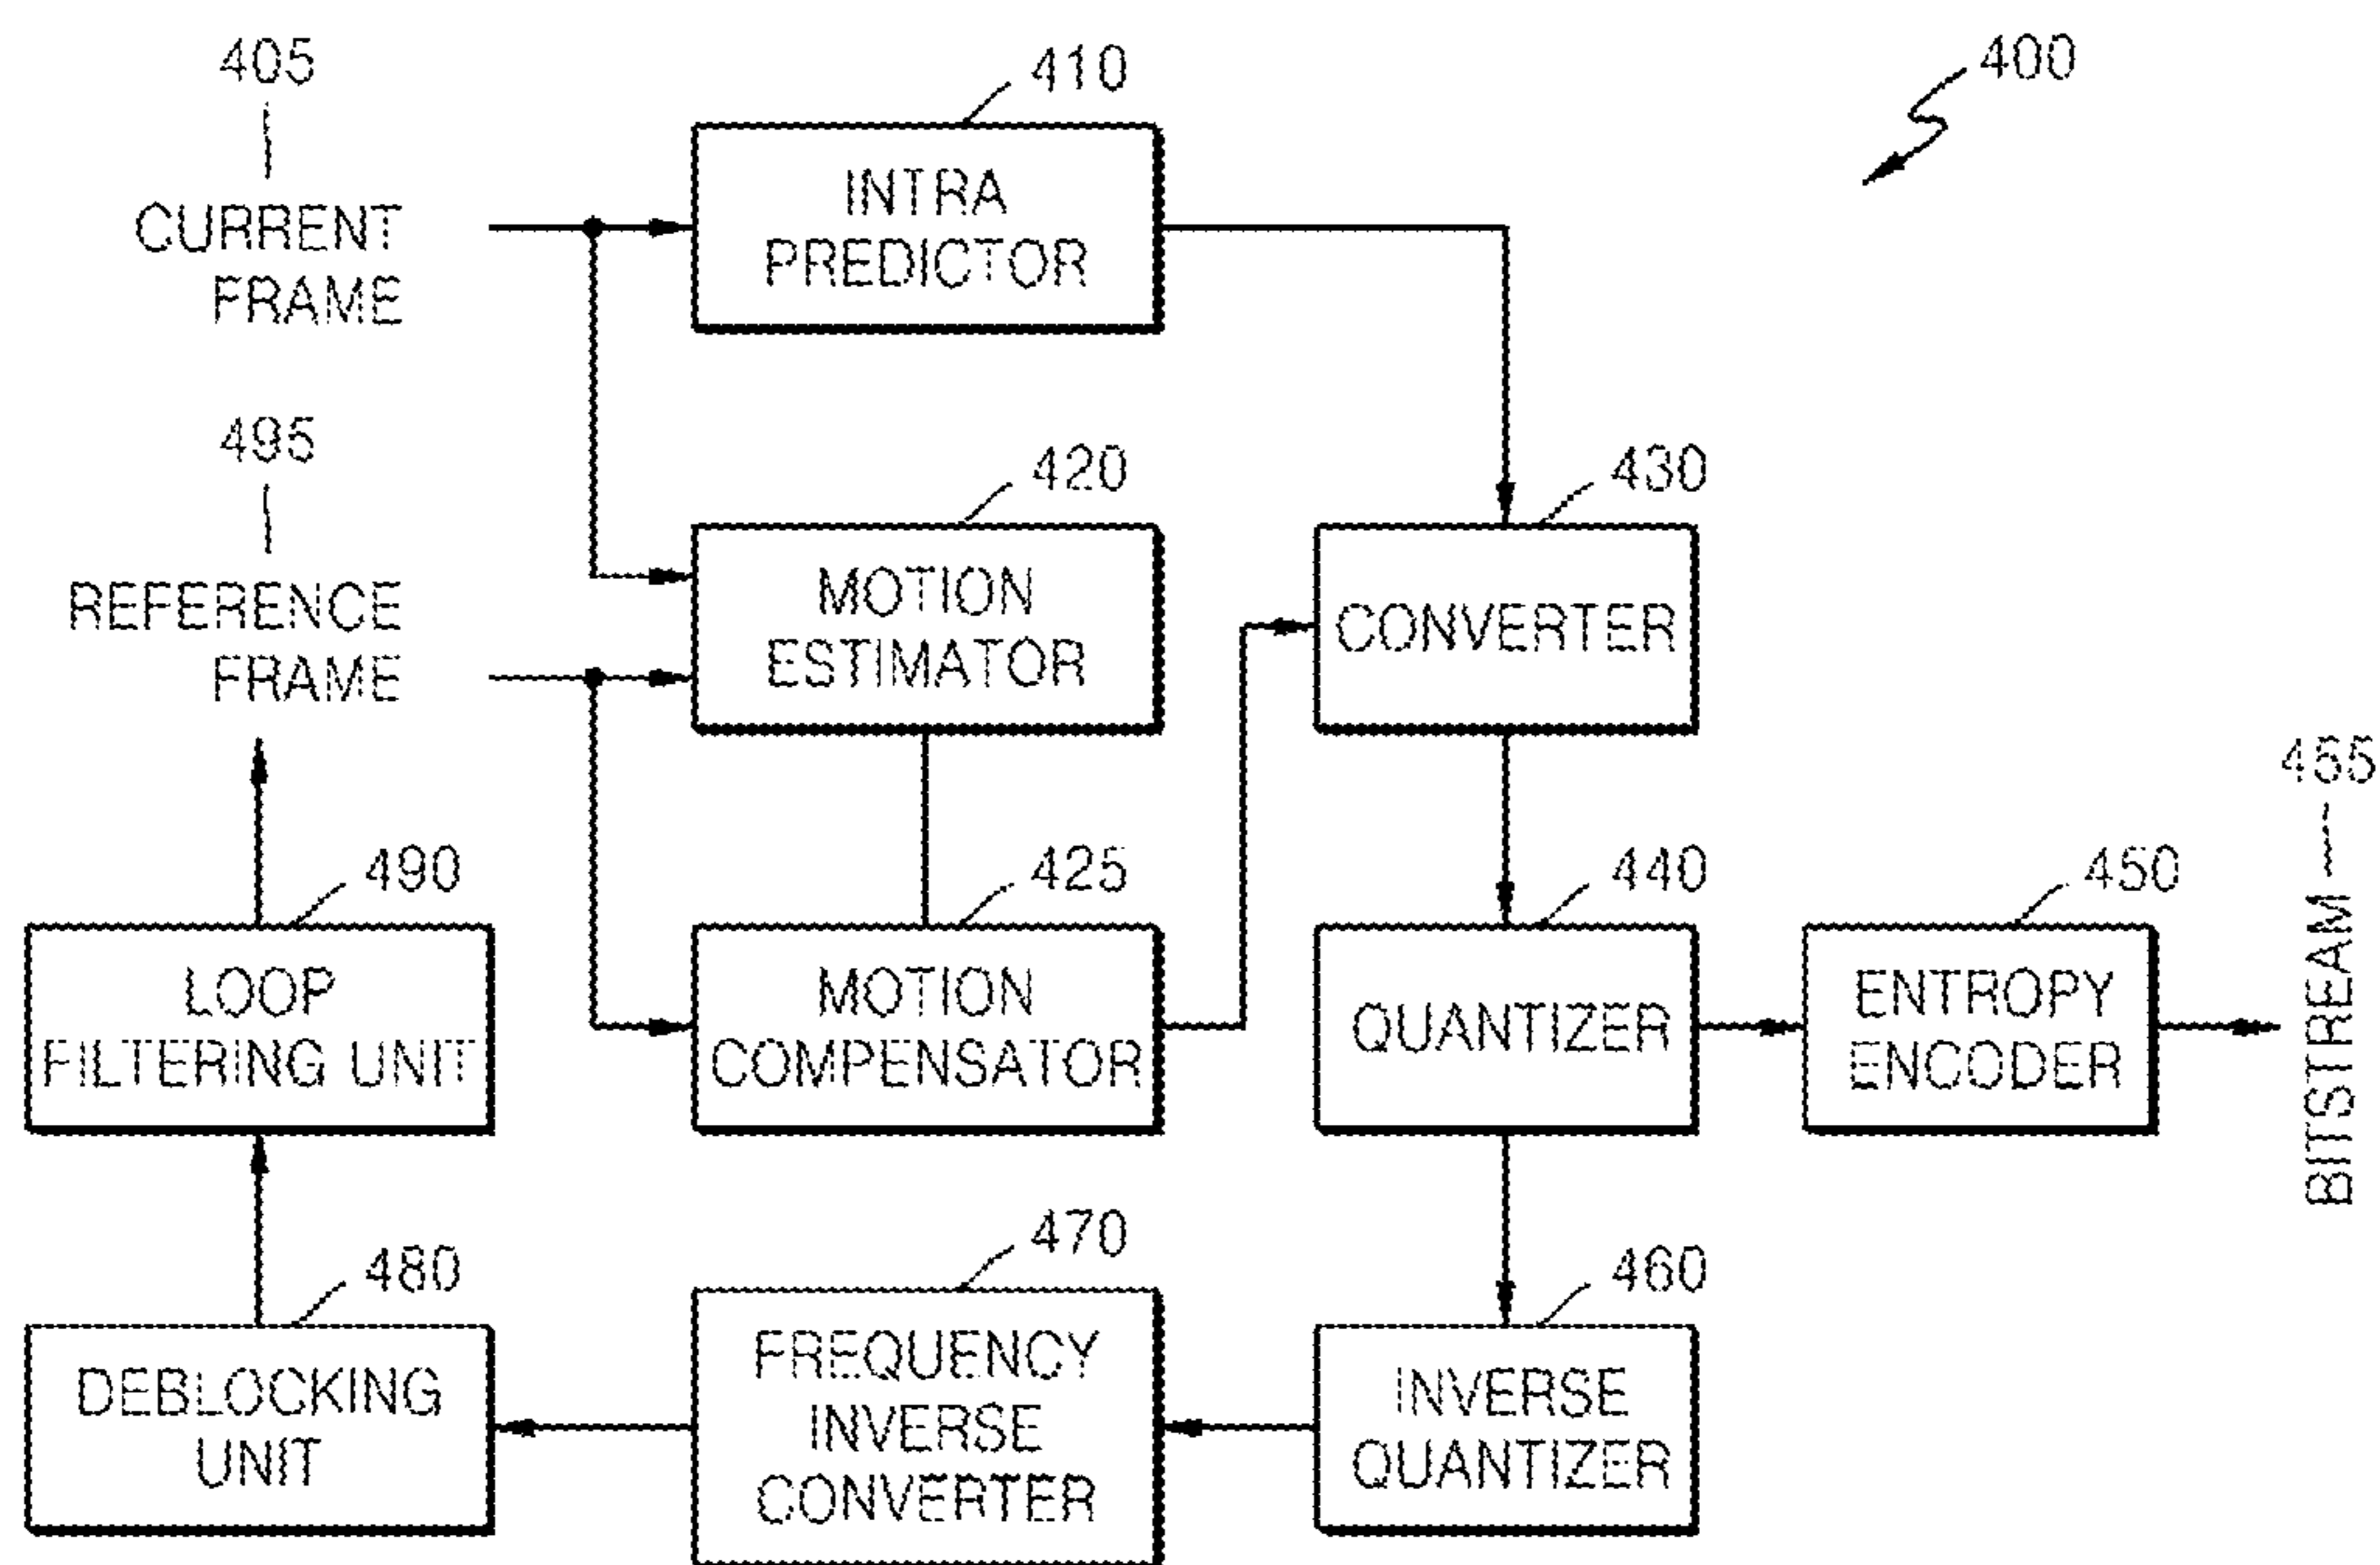 405
410
400
CURRENT
FRAME
INTRA
PREDICTOR
495
420
430
REFERENCE
FRAME
MOTION
ESTIMATOR
CONVERTER
455
490
425
440
450
LOOP
FILTERING UNIT
MOTION
COMPENSATOR
QUANTIZER
ENTROPY
ENCODER
BITSTREAM
480
470
460
DEBLOCKING
UNIT
FREQUENCY
INVERSE
CONVERTER
INVERSE
QUANTIZER